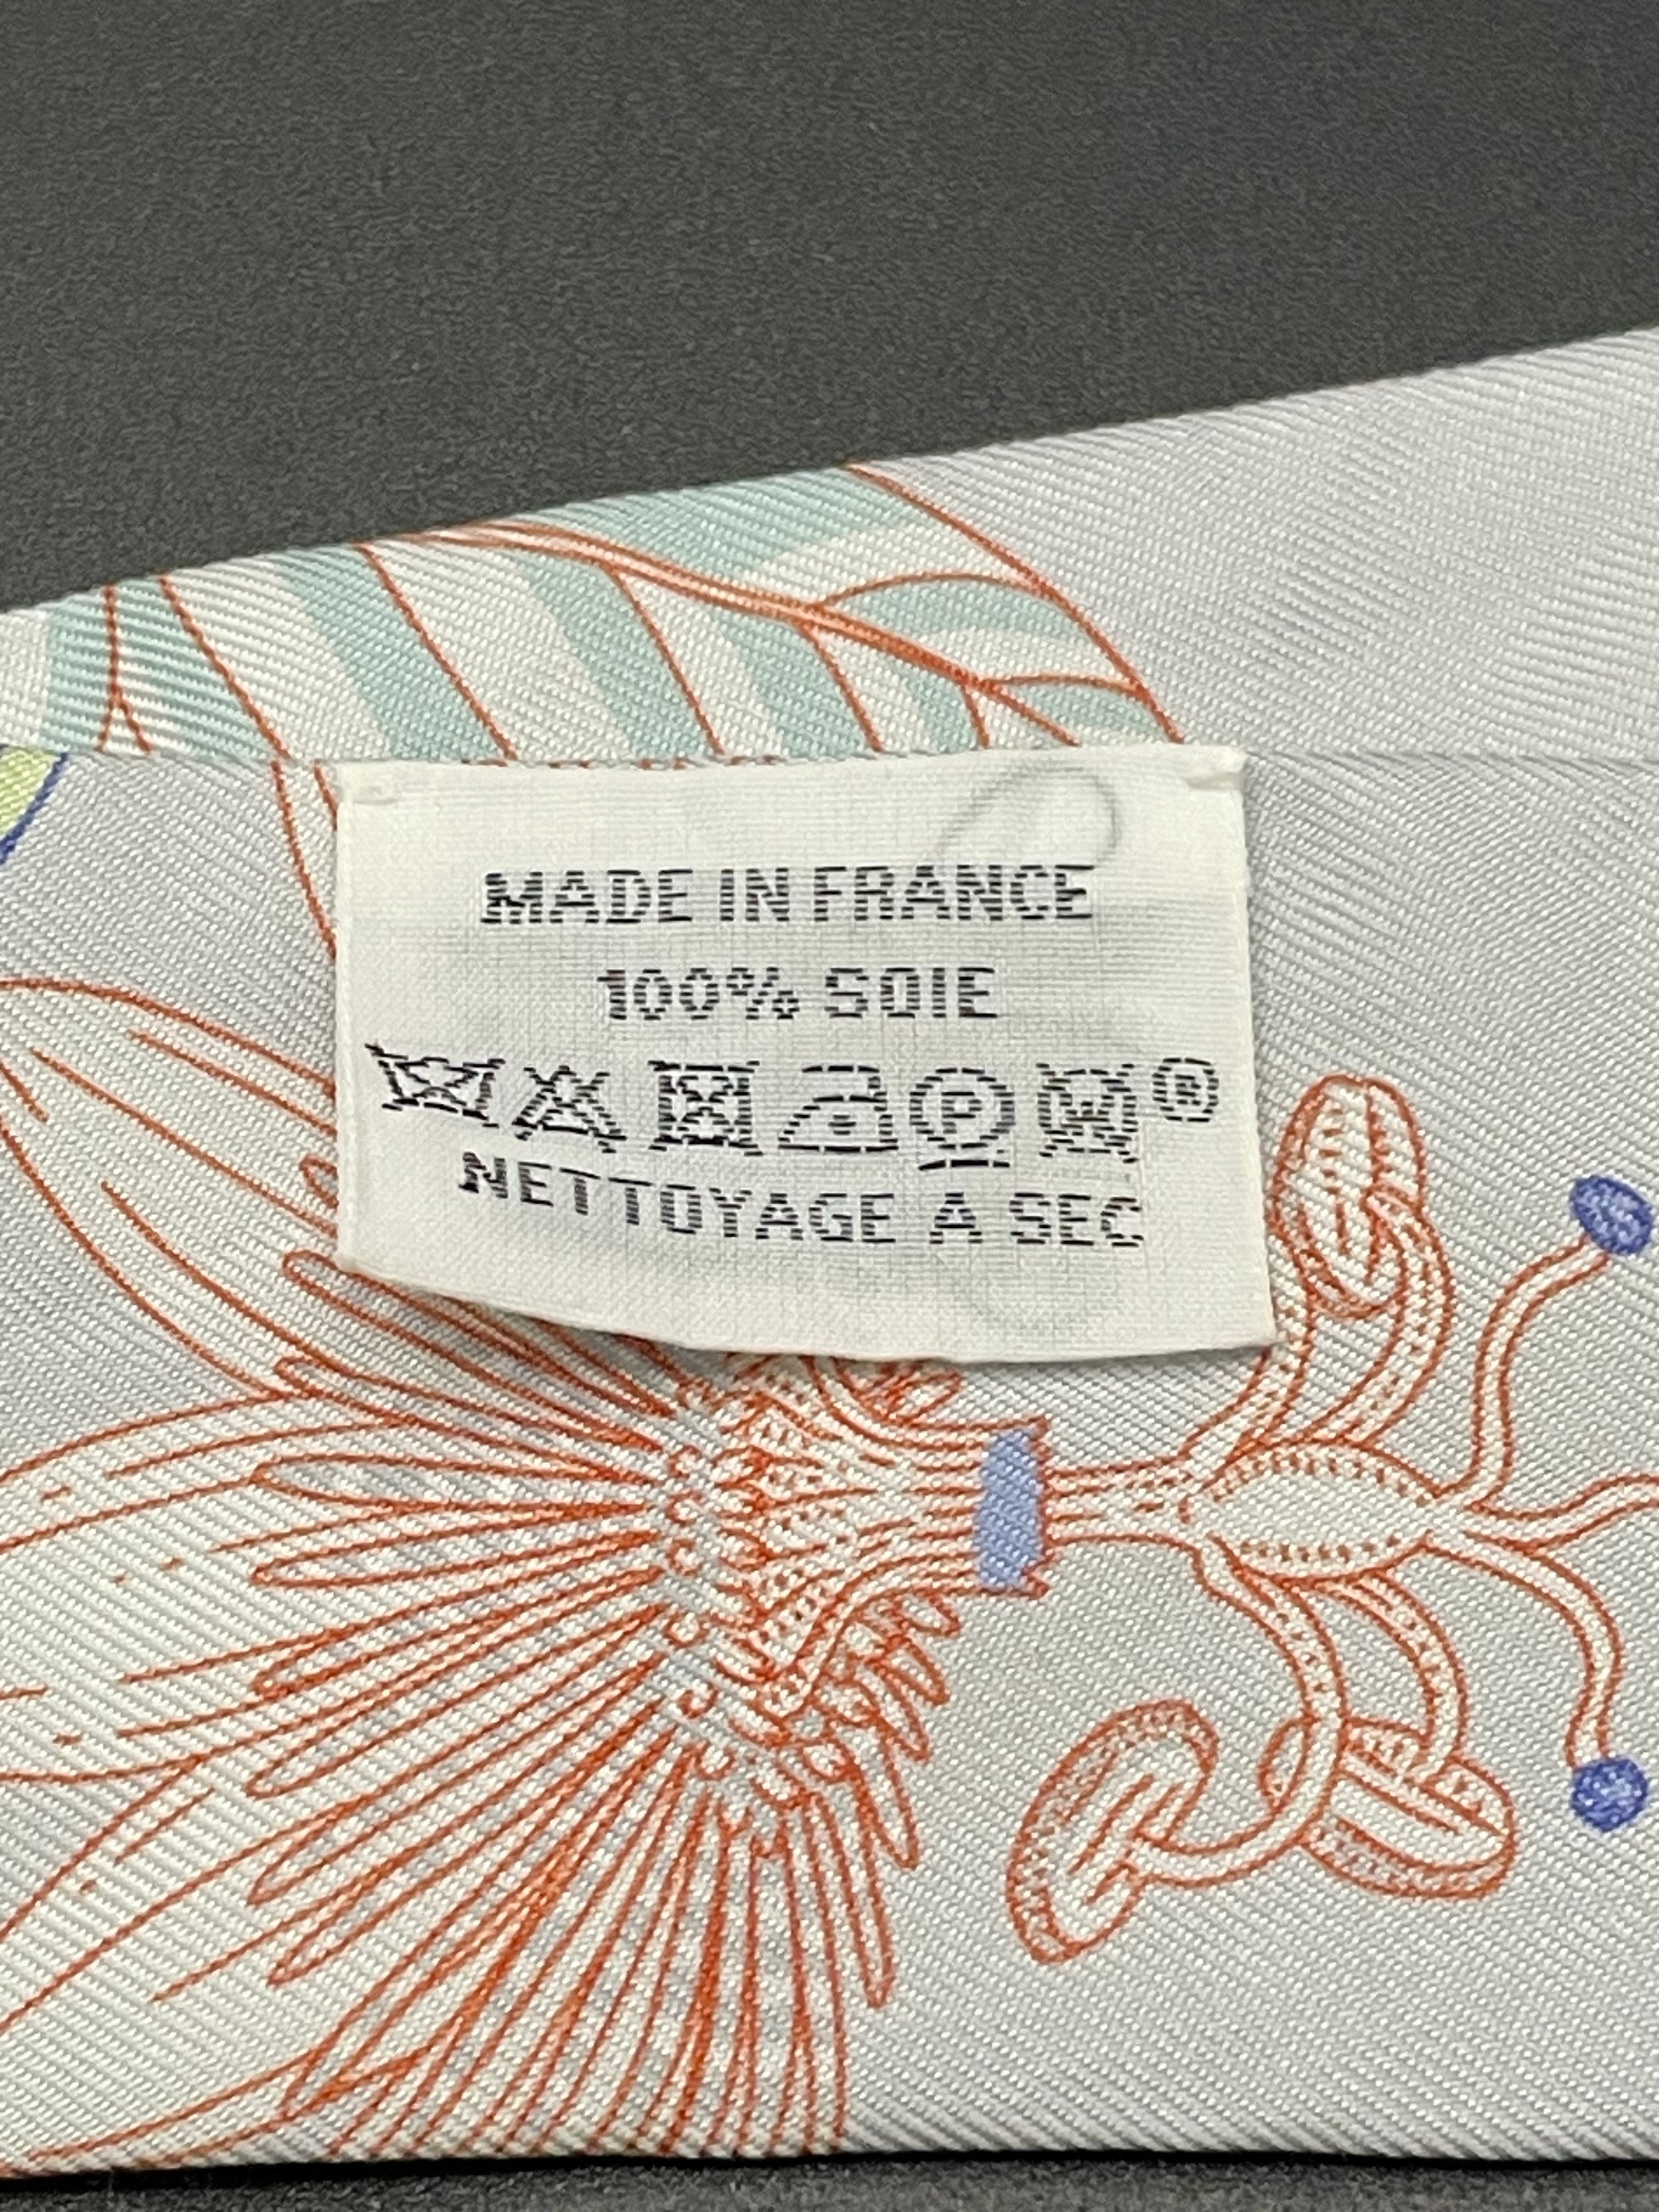 MADE IN FRANCE
100% SOIE
P W ®
NETTOYAGE A SEC